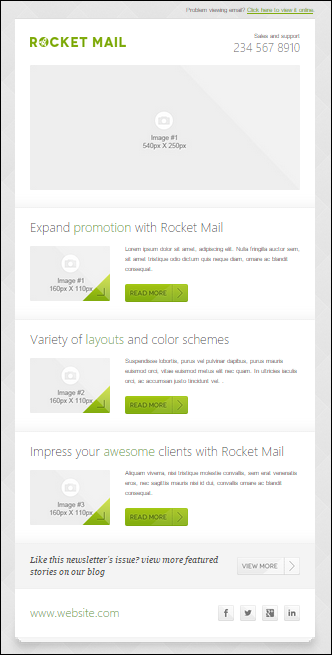 Problem viewing email? Click here to view it online.
ROCKET MAIL
Sales and support
234 567 8910
Image #1
540px X 250px
Expand promotion with Rocket Mail
Image #1
160px X 110px
Lorem ipsum dolor sit amet, adipiscing elit. Nulla fringilla auctor sem,
sit amet tristique odio dictum quis neque diam, ornare ac blandit
consequat.
READ MORE
Variety of layouts and color schemes
Image #2
160px X 110px
Suspendisse lobortis, purus vel pulvinar dapibus, purus mauris
euismod orci, vitae euismod metus elit nec quam. In ultricies iaculis
orci, ac accumsan justo tincidunt vel. .
READ MORE
Impress your awesome clients with Rocket Mail
Image #3
160px X 110px
Aliquam viverra, nisi tristique molestie convallis, sem erat venenatis
eros, nec sagittis mauris nisl id dui. convallis ornare ac blandit
consequat.
READ MORE
Like this newsletter's issue? view more featured
stories on our blog
VIEW MORE
www.website.com